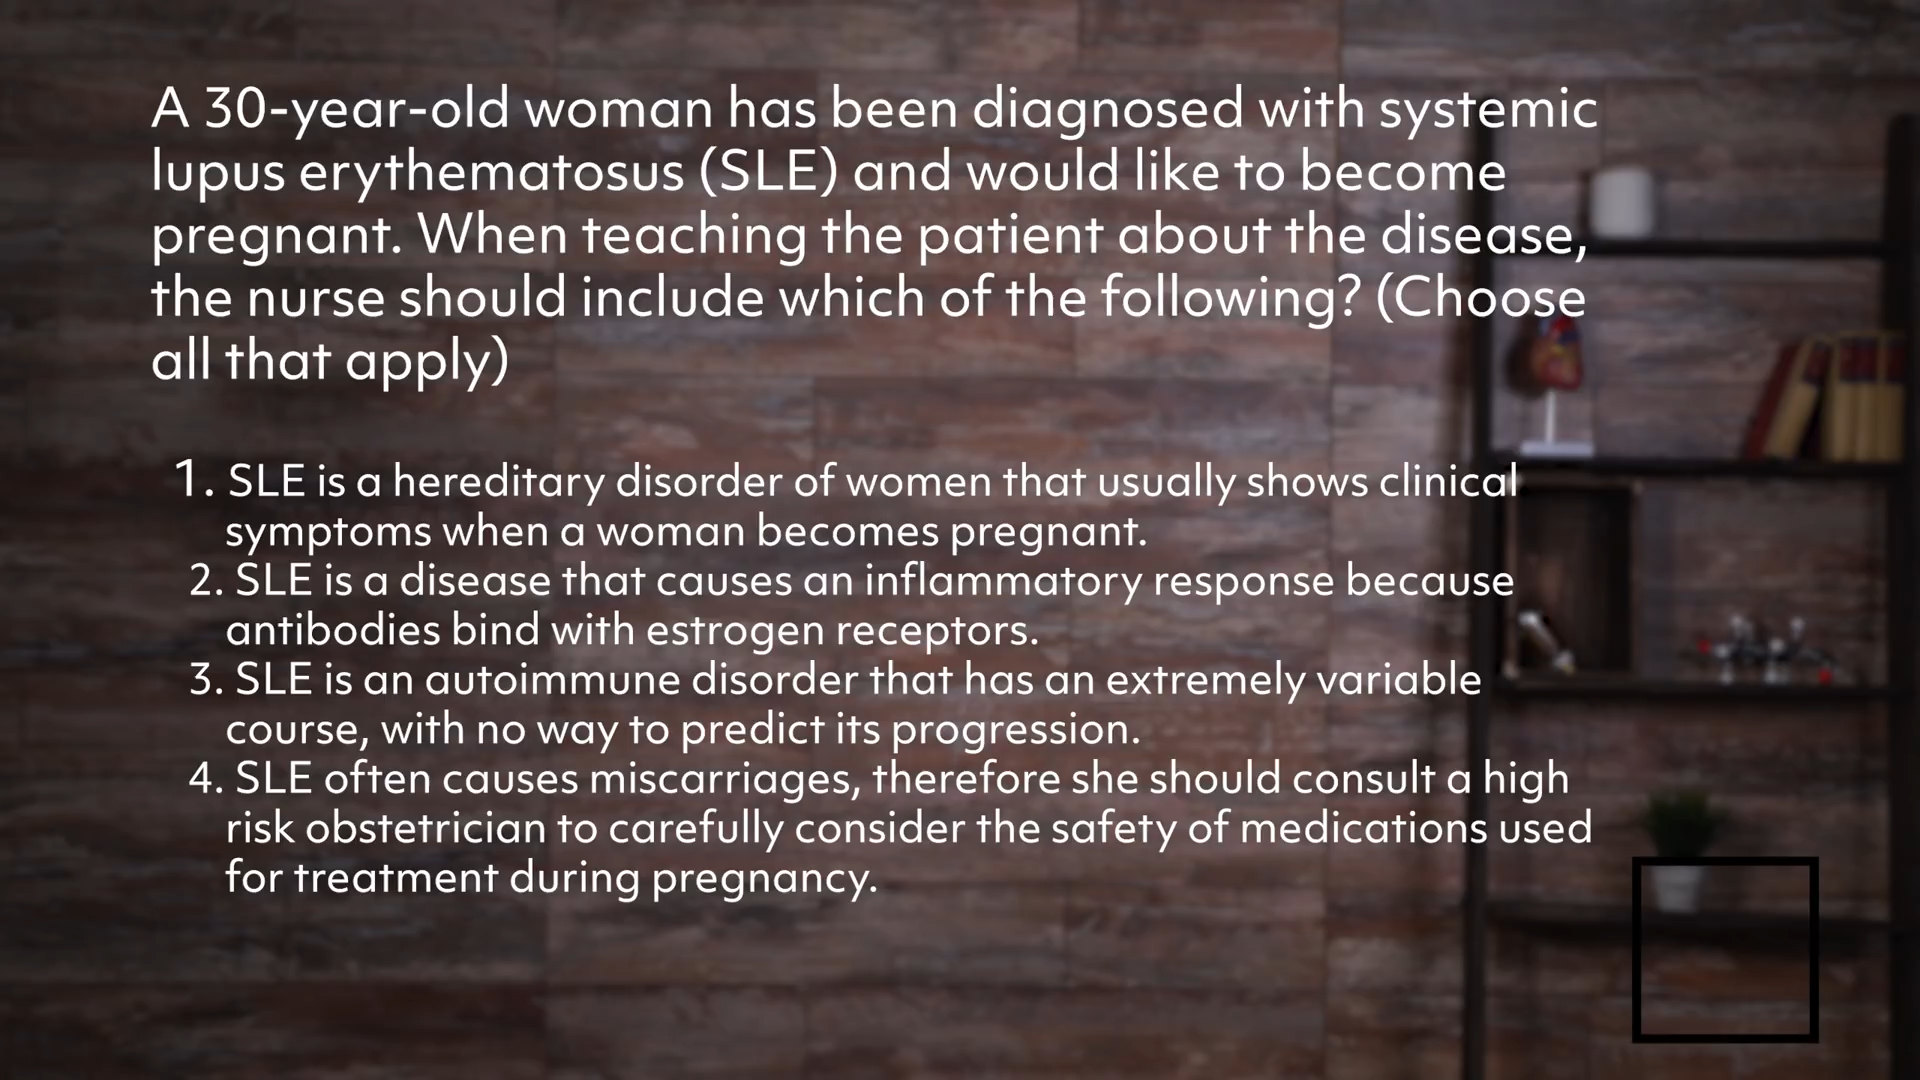 A 30-year-old woman has been diagnosed with systemic
lupus erythematosus (SLE) and would like to become
pregnant. When teaching the patient about the disease,
the nurse should include which of the following? (Choose
all that apply)
1. SLE is a hereditary disorder of women that usually shows clinical
symptoms when a woman becomes pregnant.
2. SLE is a disease that causes an inflammatory response because
antibodies bind with estrogen receptors.
3. SLE is an autoimmune disorder that has an extremely variable
course, with no way to predict its progression.
4. SLE often causes miscarriages, therefore she should consult a high
risk obstetrician to carefully consider the safety of medications used
for treatment during pregnancy.